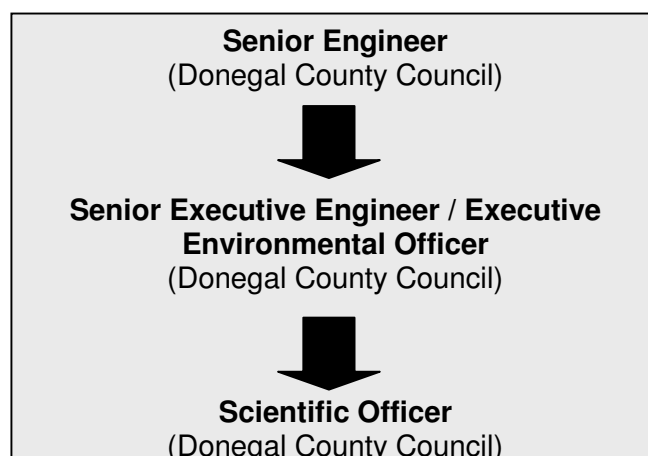 Senior Engineer
(Donegal County Council)
Senior Executive Engineer / Executive
Environmental Officer
(Donegal County Council)
Scientific Officer
(Donegal County Council)